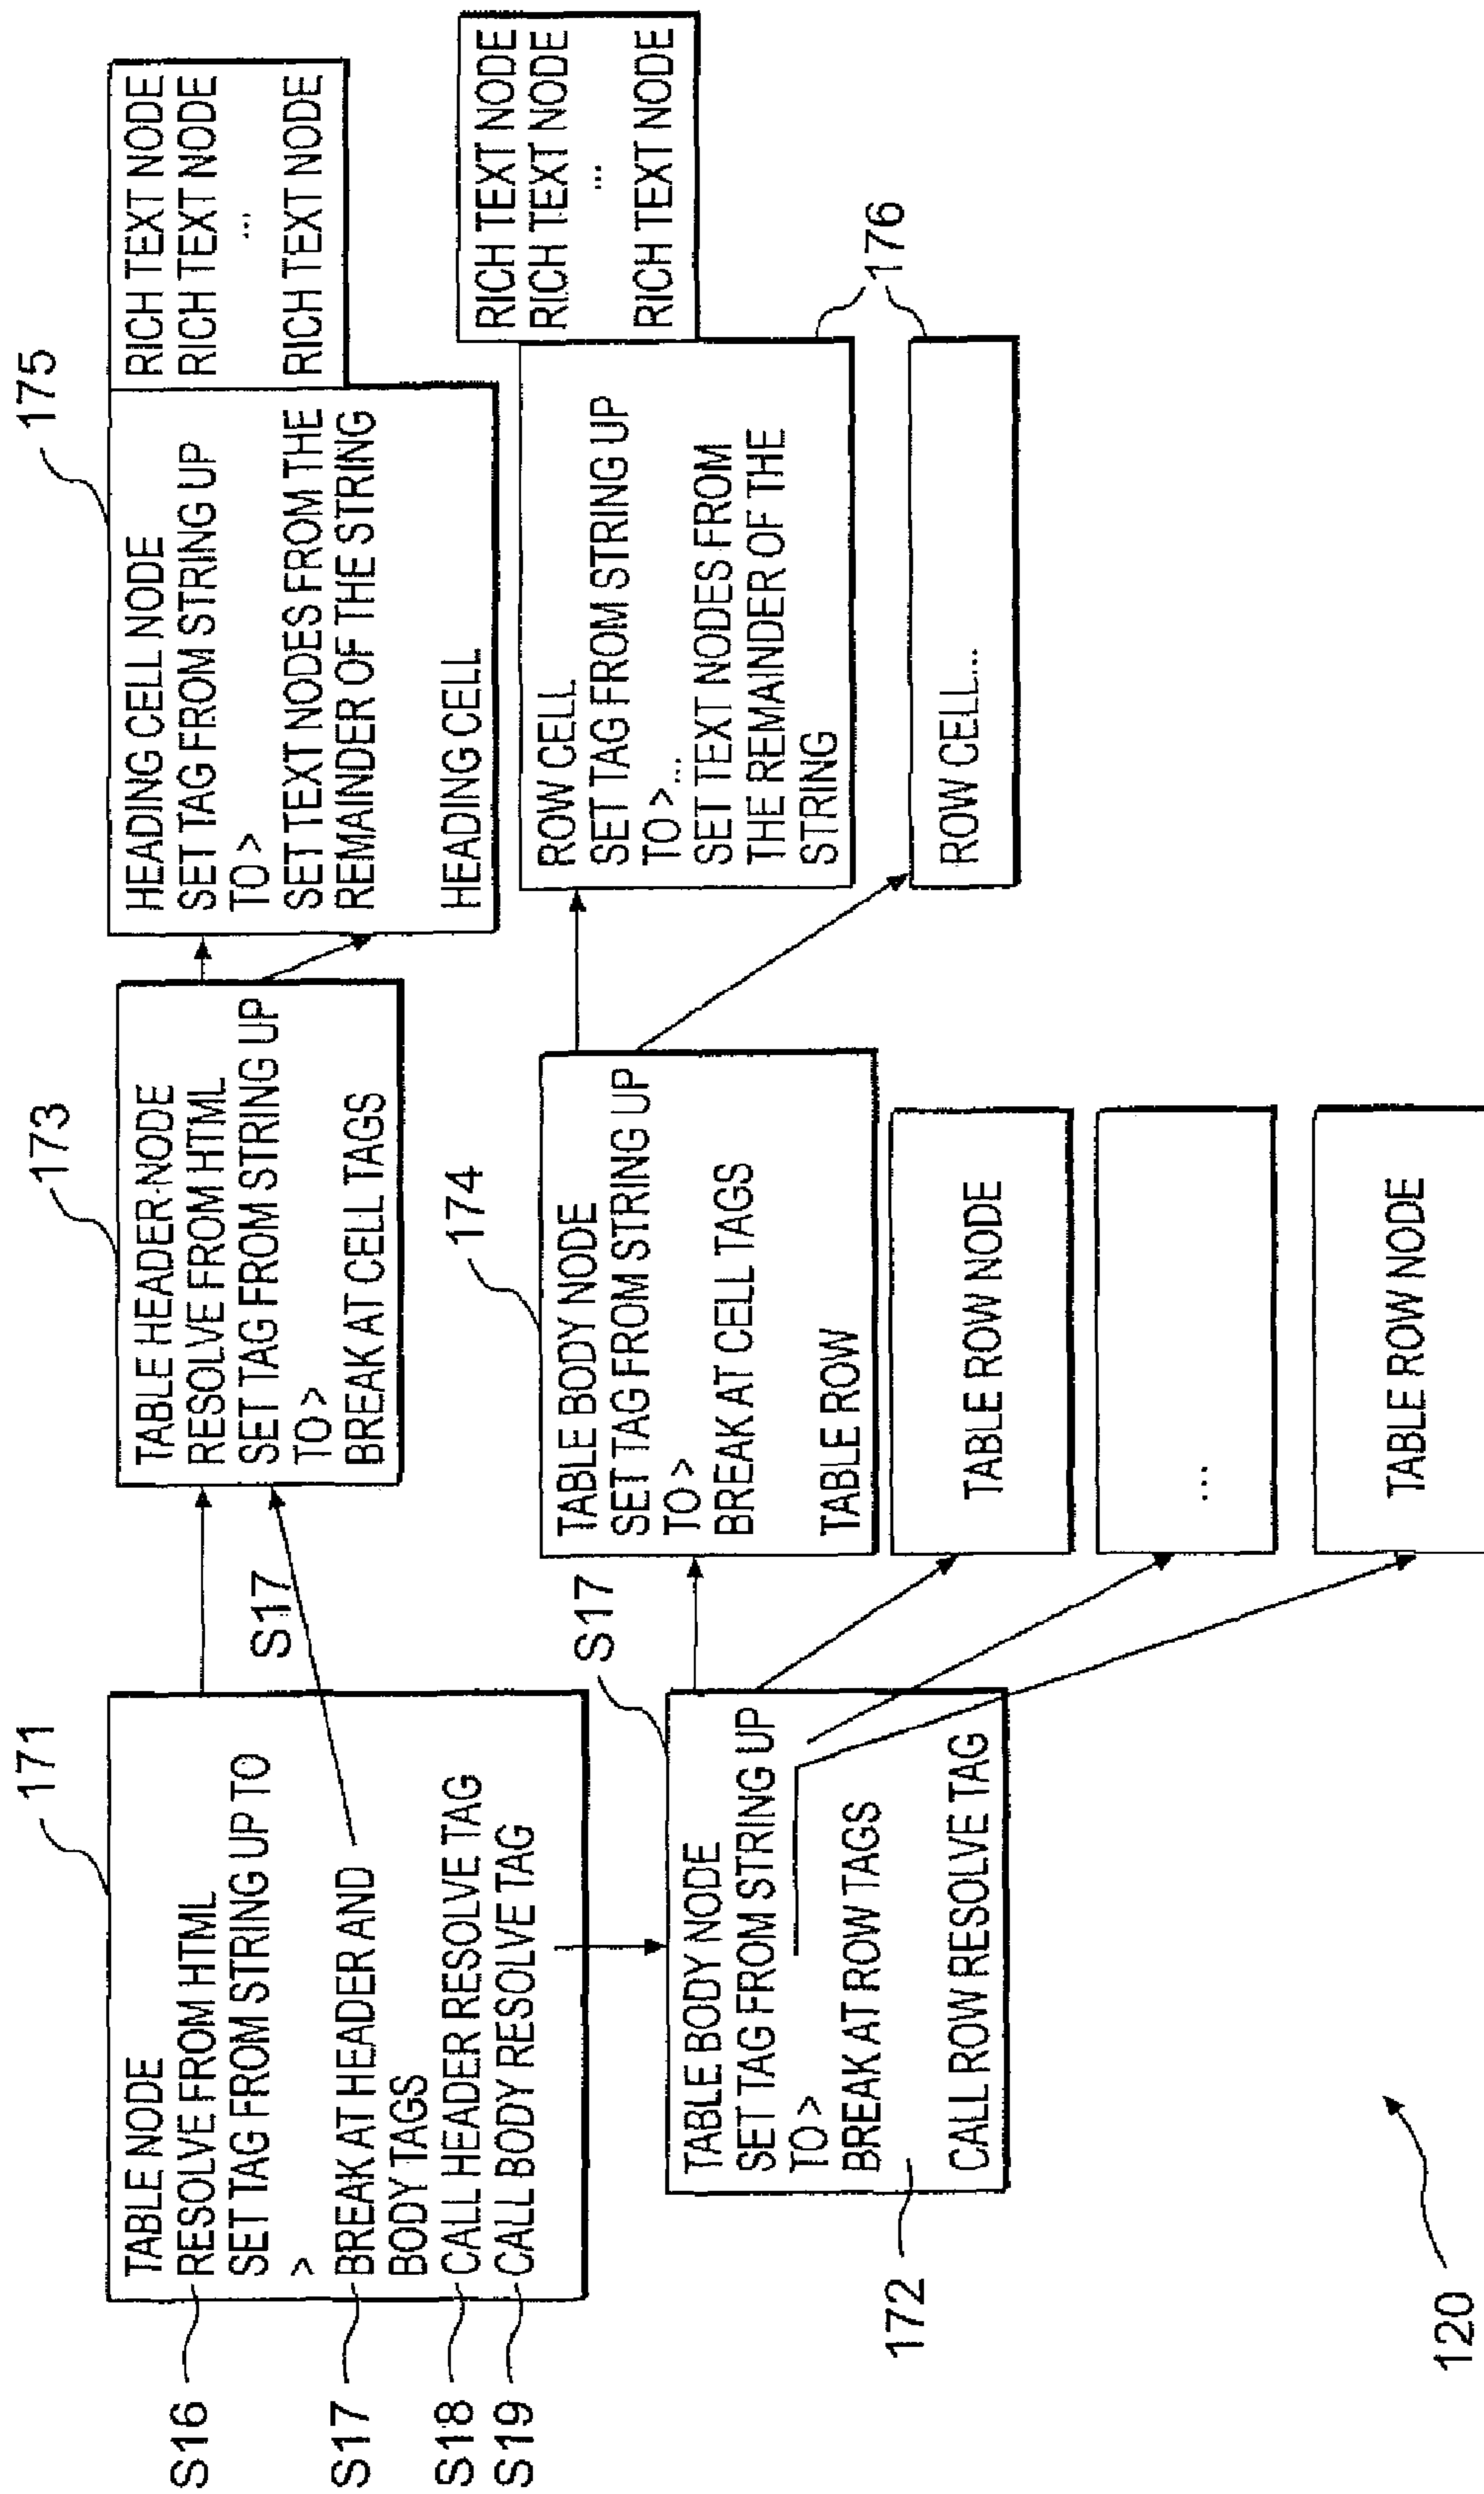 171
TABLE NODE
S16
RESOLVE FROM HTML
SET TAG FROM STRING UP TO
>
S17
BREAK AT HEADER AND
BODY TAGS
S18
CALL HEADER RESOLVE TAG
S19
CALL BODY RESOLVE TAG
S17
173
TABLE HEADER-NODE
RESOLVE FROM HTML
SET TAG FROM STRING UP
TO >
BREAK AT CELL TAGS
175
HEADING CELL NODE
SET TAG FROM STRING UP
TO >
SET TEXT NODES FROM THE
REMAINDER OF THE STRING
HEADING CELL
RICH TEXT NODE
RICH TEXT NODE
...
RICH TEXT NODE
S17
TABLE BODY NODE
SET TAG FROM STRING UP
TO >
BREAK AT ROW TAGS
CALL ROW RESOLVE TAG
172
174
TABLE BODY NODE
SET TAG FROM STRING UP
TO >
BREAK AT CELL TAGS
TABLE ROW
TABLE ROW NODE
...
TABLE ROW NODE
ROW CELL
SET TAG FROM STRING UP
TO >...
SET TEXT NODES FROM
THE REMAINDER OF THE
STRING
RICH TEXT NODE
RICH TEXT NODE
...
RICH TEXT NODE
176
ROW CELL...
120